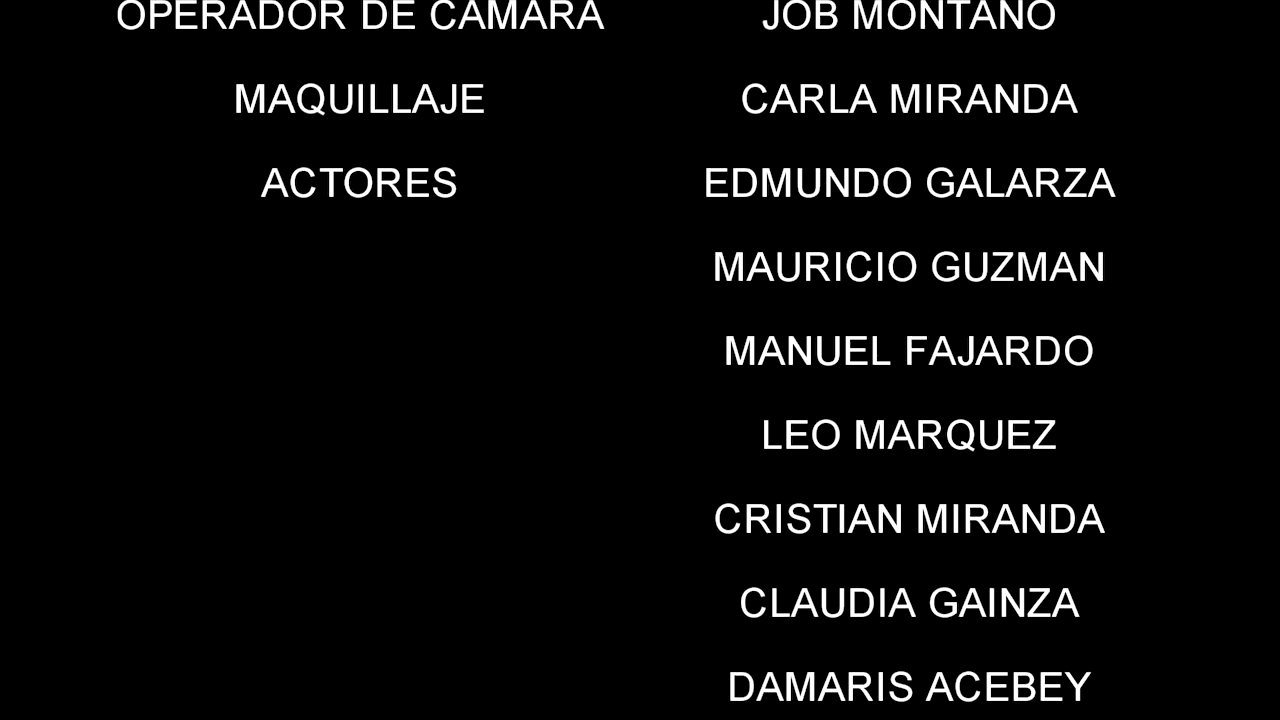 OPERADOR DE CAMARA JOB MONTAÑO
MAQUILLAJE CARLA MIRANDA
ACTORES EDMUNDO GALARZA
MAURICIO GUZMAN
MANUEL FAJARDO
LEO MARQUEZ
CRISTIAN MIRANDA
CLAUDIA GAINZA
DAMARIS ACEBEY